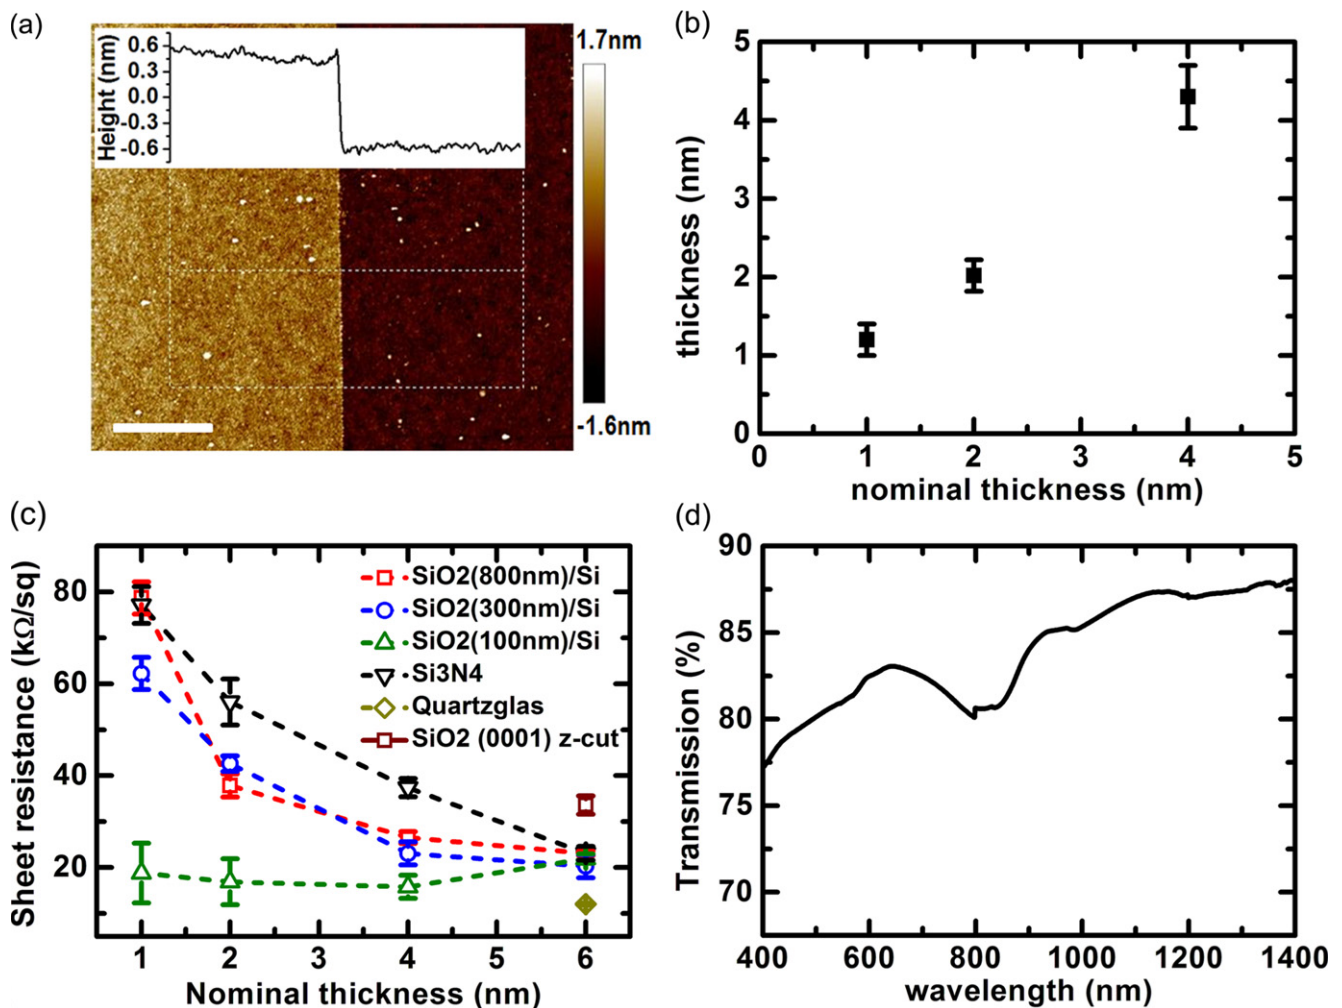 (a)
Height (nm)
0.6
0.3
0.0
-0.3
-0.6
1.7nm
-1.6nm
(b)
thickness (nm)
5
4
3
2
1
0
0 1 2 3 4 5
nominal thickness (nm)
(c)
Sheet resistance (kΩ/sq)
80
60
40
20
SiO2(800nm)/Si
SiO2(300nm)/Si
SiO2(100nm)/Si
Si3N4
Quartzglas
SiO2 (0001) z-cut
1 2 3 4 5 6
Nominal thickness (nm)
(d)
Transmission (%)
90
85
80
75
70
400 600 800 1000 1200 1400
wavelength (nm)